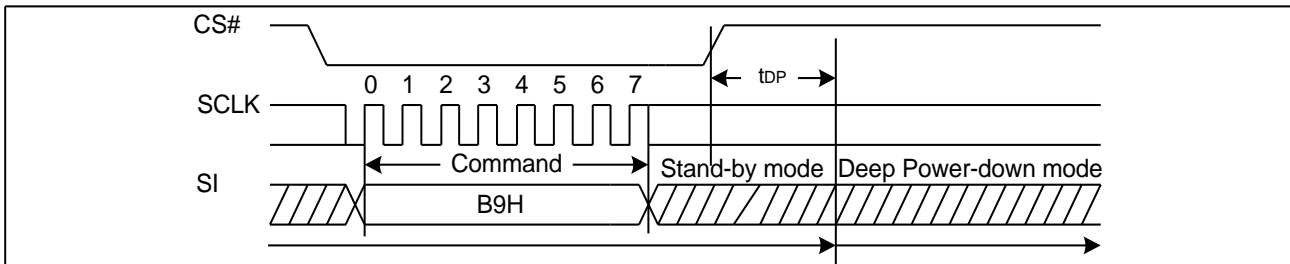 CS#
tDP
0 1 2 3 4 5 6 7
SCLK
Command
Stand-by mode Deep Power-down mode
SI
B9H